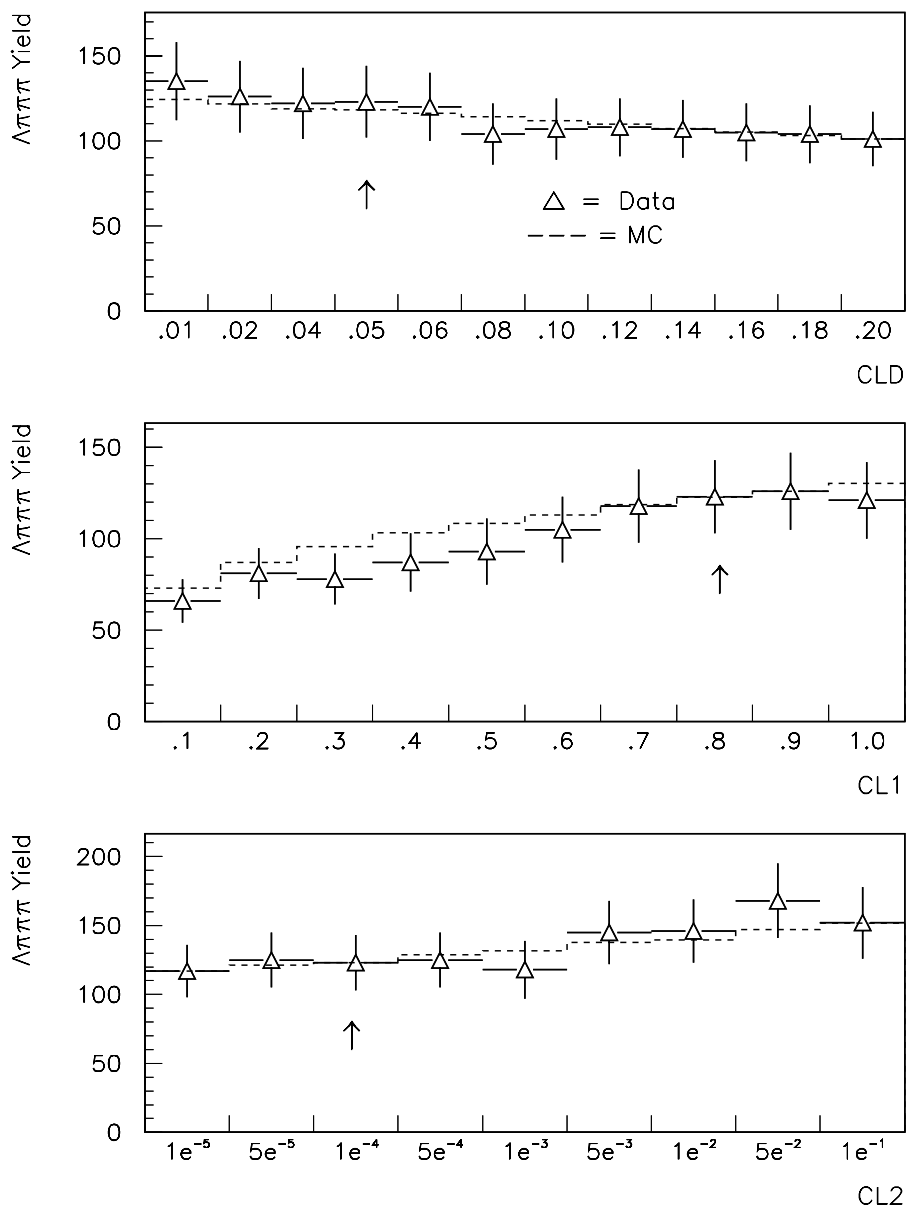 Λπππ Yield
150
100
50
0
△ = Data
---- = MC
.01 .02 .04 .05 .06 .08 .10 .12 .14 .16 .18 .20
CLD
Λπππ Yield
150
100
50
0
.1 .2 .3 .4 .5 .6 .7 .8 .9 1.0
CL1
Λπππ Yield
200
150
100
50
0
1e⁻⁵ 5e⁻⁵ 1e⁻⁴ 5e⁻⁴ 1e⁻³ 5e⁻³ 1e⁻² 5e⁻² 1e⁻¹
CL2